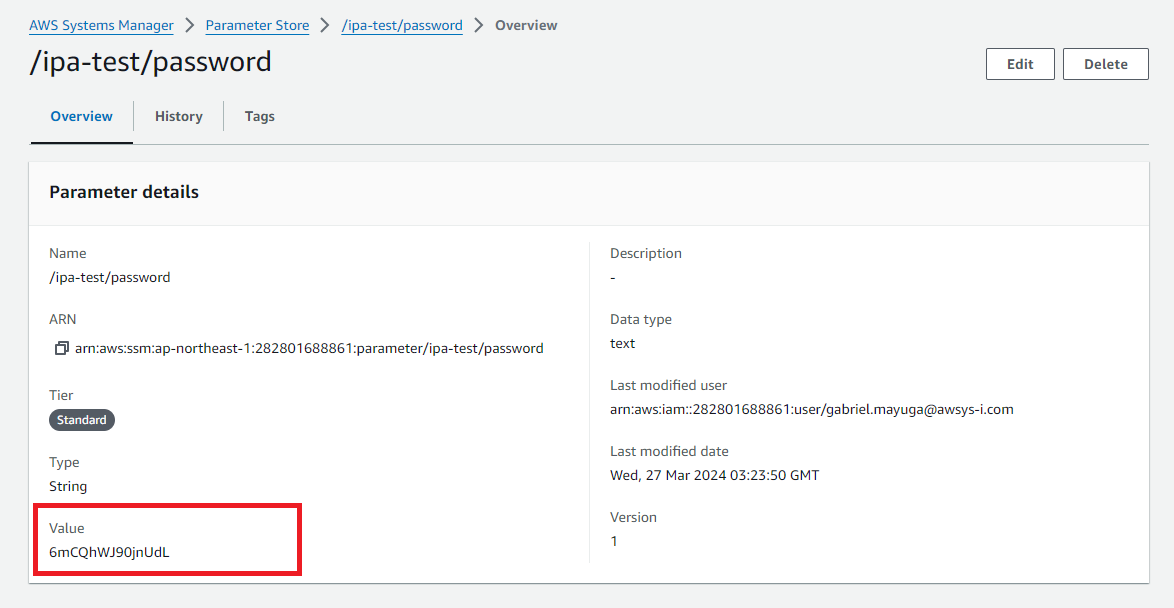 AWS Systems Manager > Parameter Store > /ipa-test/password > Overview
/ipa-test/password
Edit
Delete
Overview
History
Tags
Parameter details
Name
/ipa-test/password
ARN
arn:aws:ssm:ap-northeast-1:282801688861:parameter/ipa-test/password
Tier
Standard
Type
String
Value
6mCQhWJ90jnUdL
Description
-
Data type
text
Last modified user
arn:aws:iam::282801688861:user/gabriel.mayuga@awsys-i.com
Last modified date
Wed, 27 Mar 2024 03:23:50 GMT
Version
1